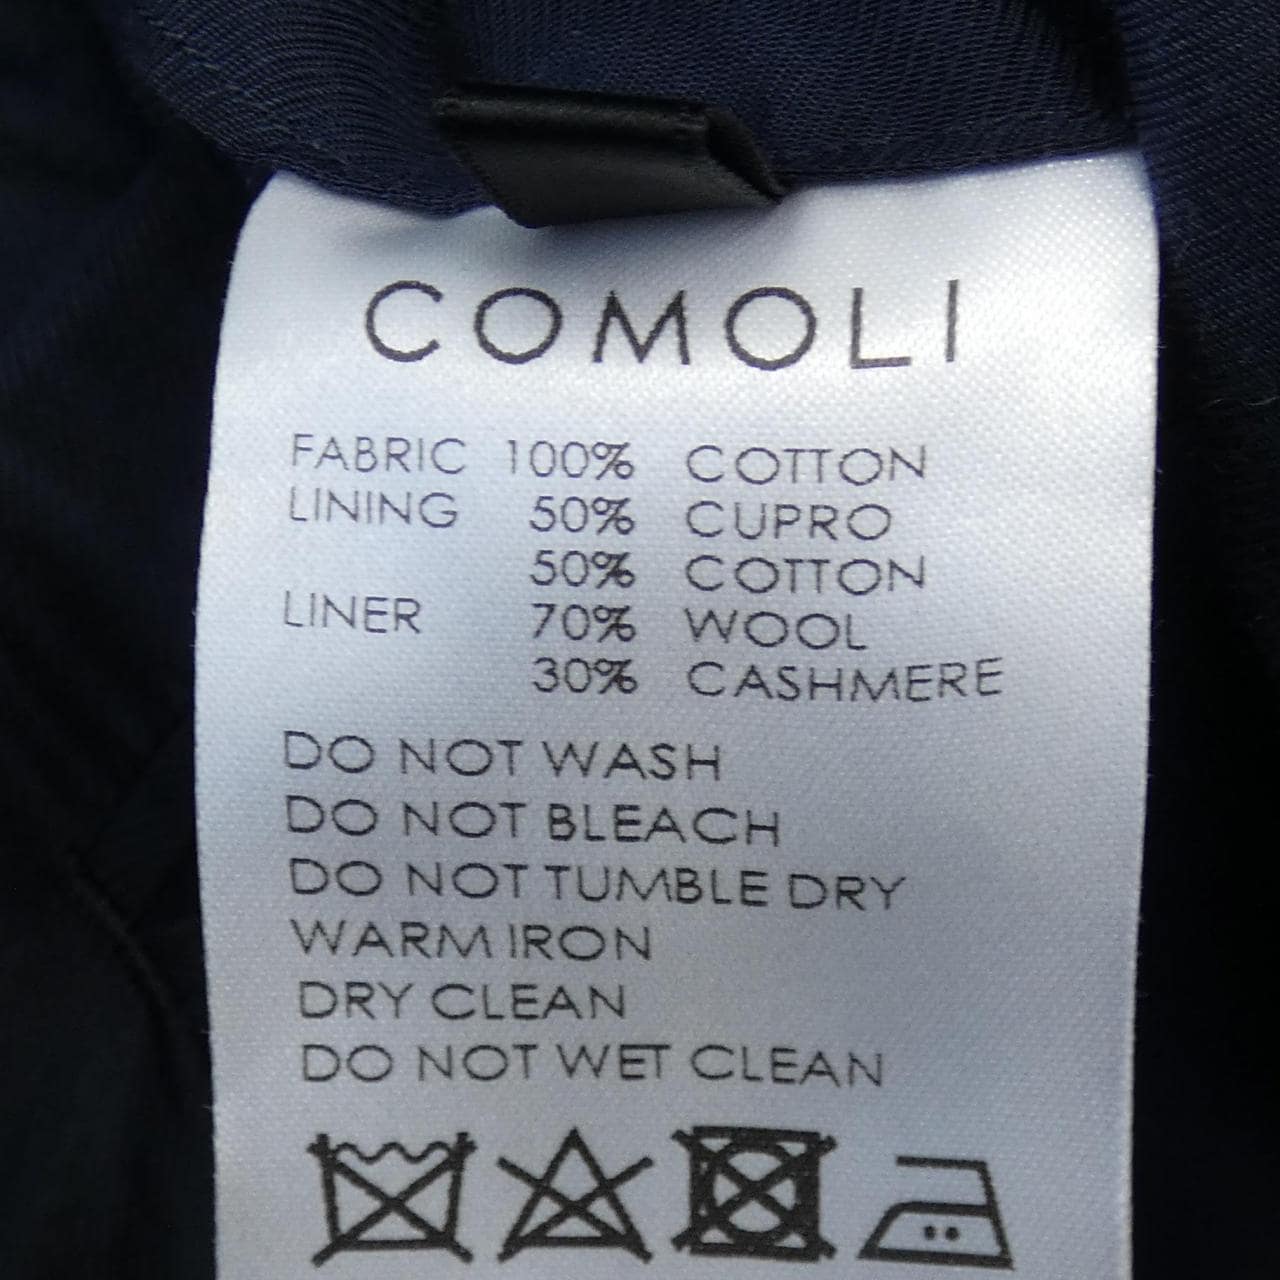 COMOLI
FABRIC 100% COTTON
LINING 50% CUPRO
50% COTTON
LINER 70% WOOL
30% CASHMERE
DO NOT WASH
DO NOT BLEACH
DO NOT TUMBLE DRY
WARM IRON
DRY CLEAN
DO NOT WET CLEAN